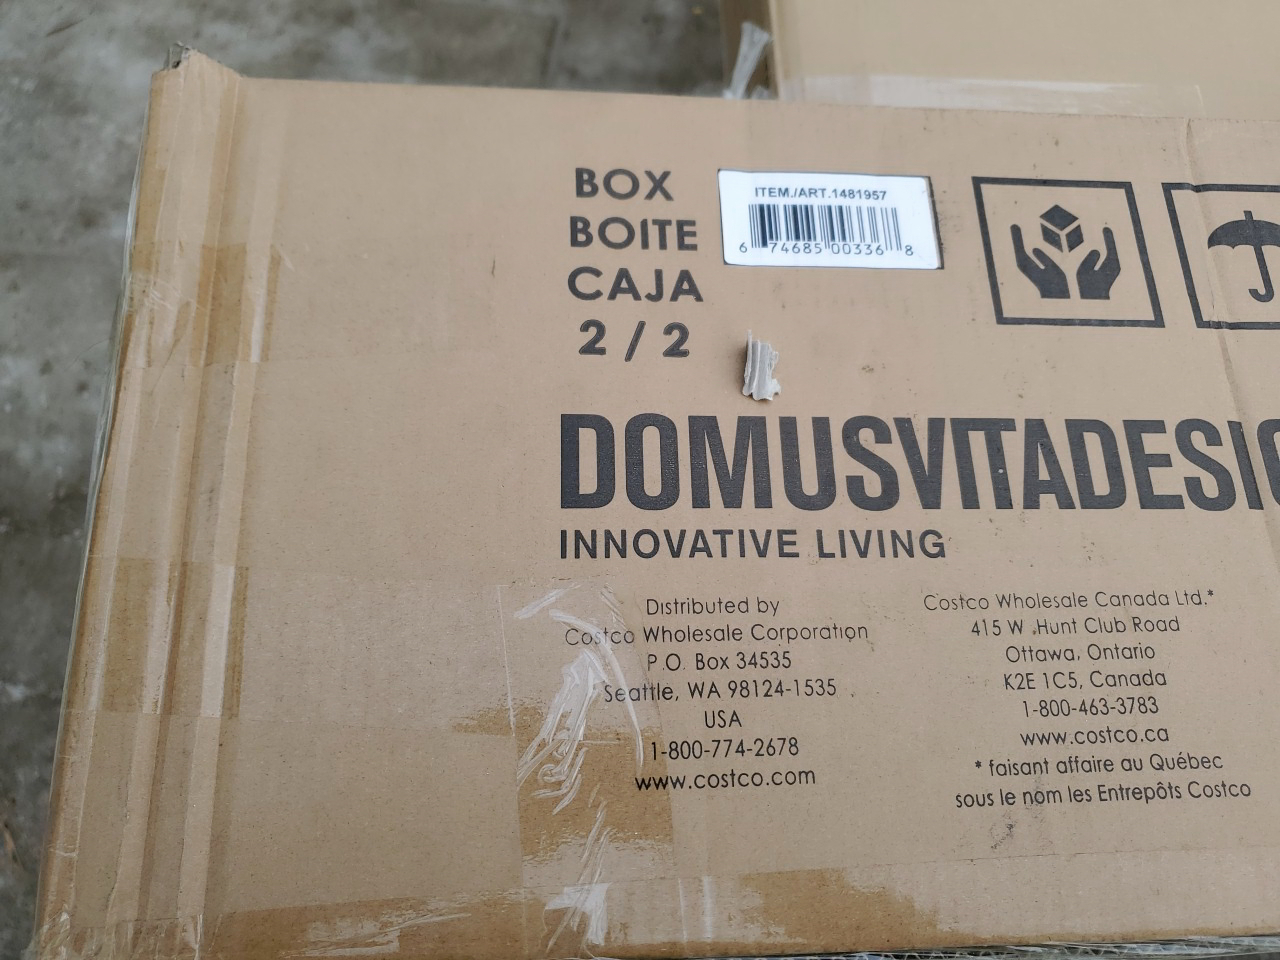 BOX
BOITE
CAJA
2 / 2
ITEM./ART.1481957
6 74685 00336 8
DOMUSVITADESIG
INNOVATIVE LIVING
Distributed by
Costco Wholesale Corporation
P.O. Box 34535
Seattle, WA 98124-1535
USA
1-800-774-2678
www.costco.com
Costco Wholesale Canada Ltd.*
415 W .Hunt Club Road
Ottawa, Ontario
K2E 1C5, Canada
1-800-463-3783
www.costco.ca
* faisant affaire au Québec
sous le nom les Entrepôts Costco